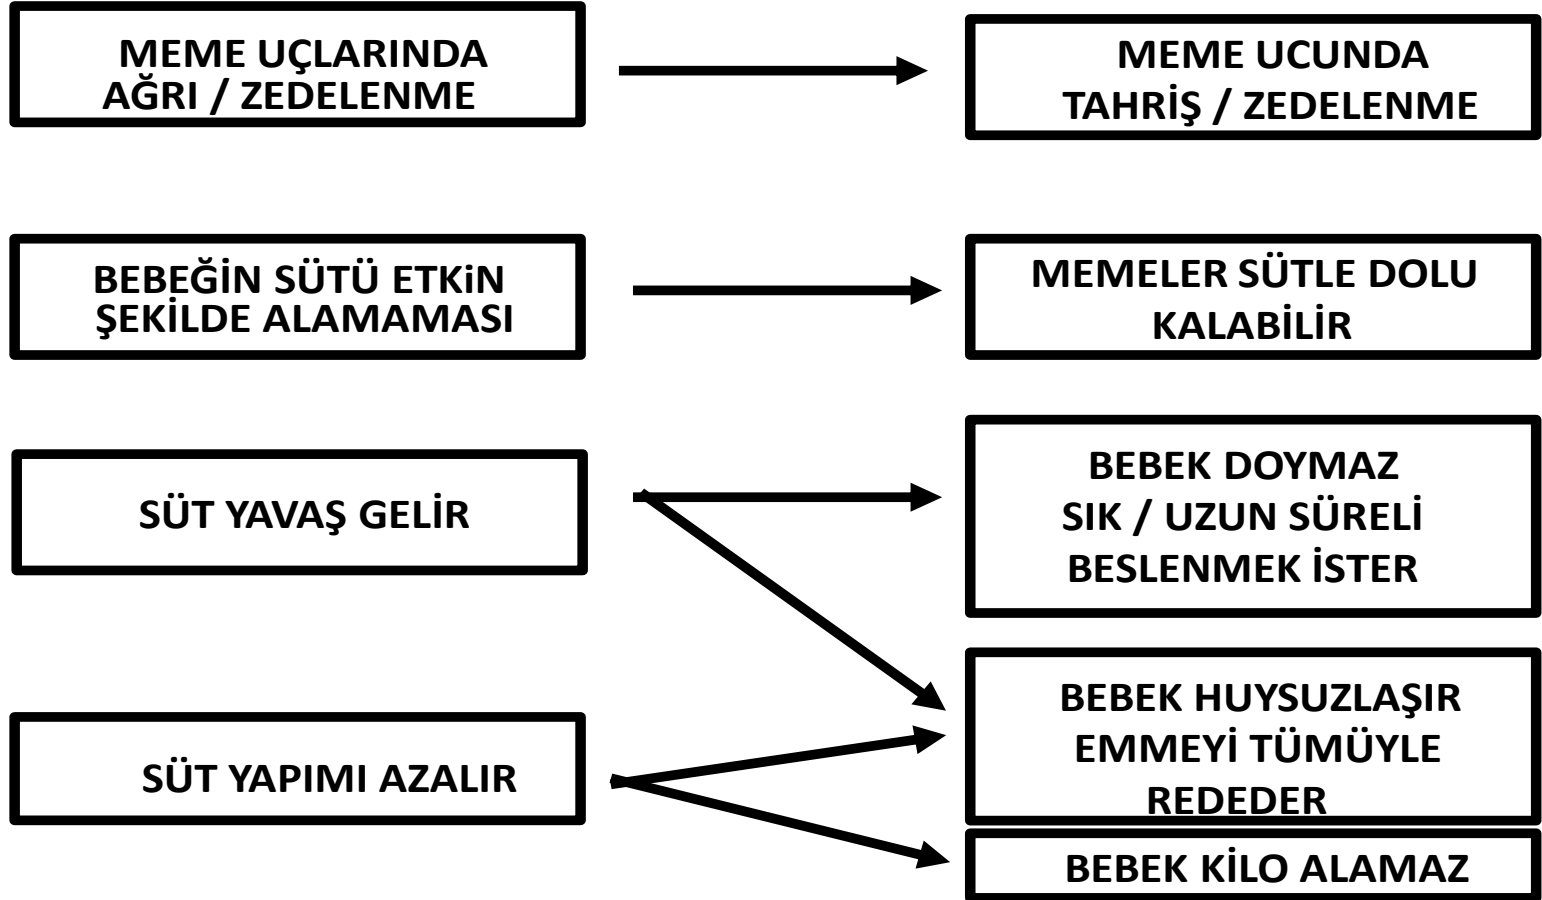 MEME UÇLARINDA
AĞRI / ZEDELENME
MEME UCUNDA
TAHRİŞ / ZEDELENME
BEBEĞİN SÜTÜ ETKiN
ŞEKİLDE ALAMAMASI
MEMELER SÜTLE DOLU
KALABİLİR
SÜT YAVAŞ GELİR
BEBEK DOYMAZ
SIK / UZUN SÜRELİ
BESLENMEK İSTER
SÜT YAPIMI AZALIR
BEBEK HUYSUZLAŞIR
EMMEYİ TÜMÜYLE
REDEDER
BEBEK KİLO ALAMAZ